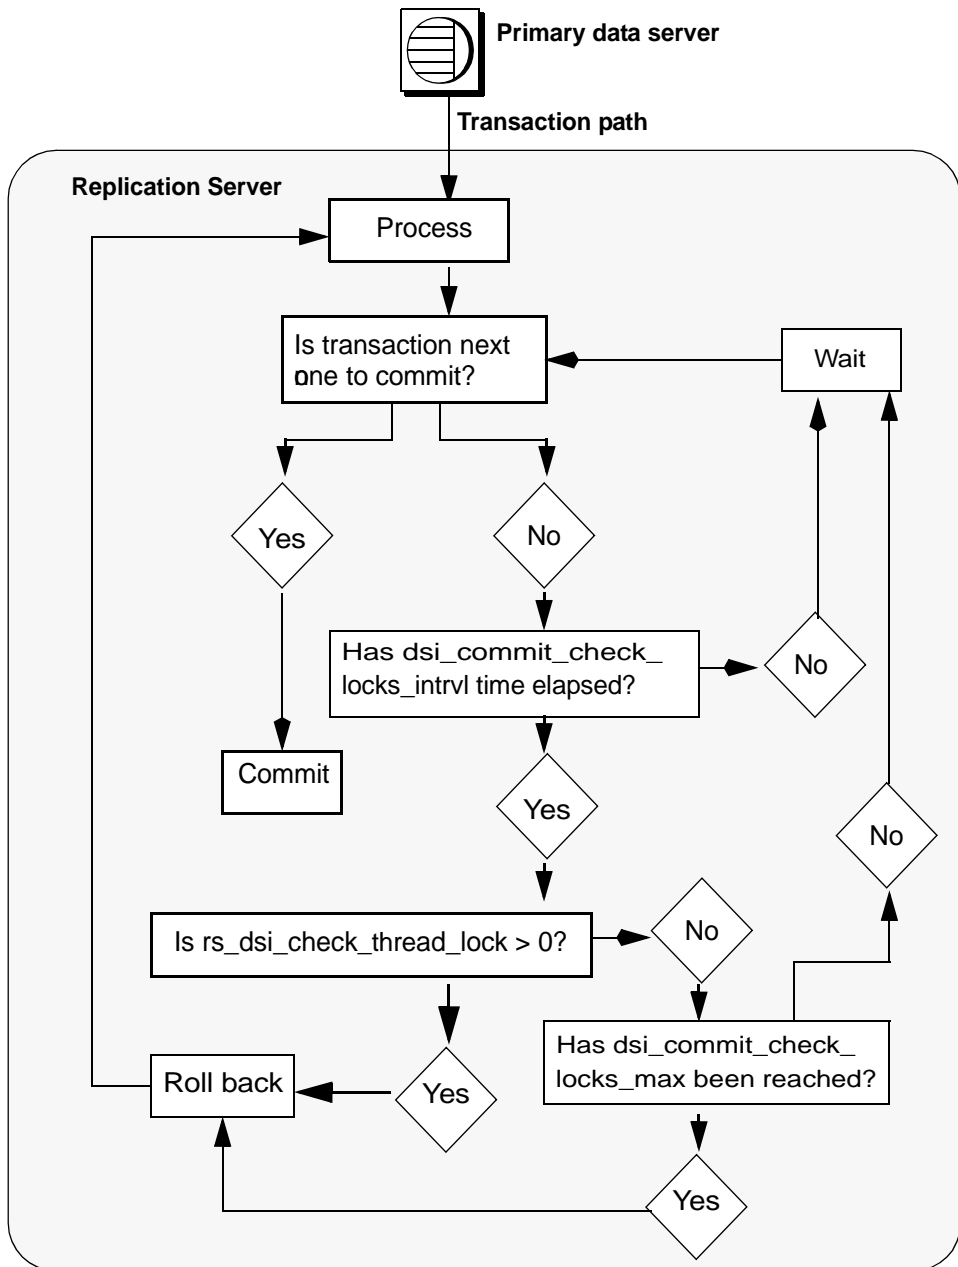 Primary data server
Transaction path
Replication Server
Process
Is transaction next
one to commit?
Wait
Yes
No
Has dsi_commit_check_
locks_intrvl time elapsed?
No
Commit
Yes
No
Is rs_dsi_check_thread_lock > 0?
No
Has dsi_commit_check_
locks_max been reached?
Roll back
Yes
Yes